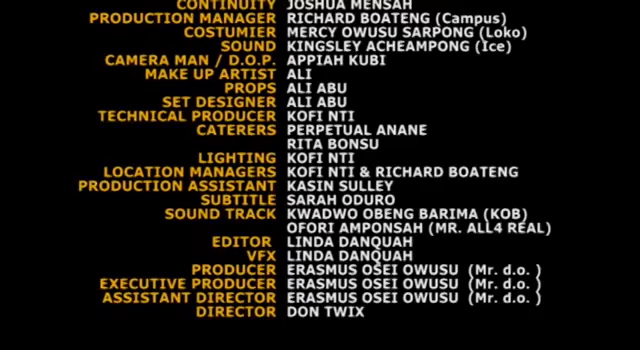 CONTINUITY JOSHUA MENSAH
PRODUCTION MANAGER RICHARD BOATENG (Campus)
COSTUMIER MERCY OWUSU SARPONG (Loko)
SOUND KINGSLEY ACHEAMPONG (Ice)
CAMERA MAN / D.O.P. APPIAH KUBI
MAKE UP ARTIST ALI
PROPS ALI ABU
SET DESIGNER ALI ABU
TECHNICAL PRODUCER KOFI NTI
CATERERS PERPETUAL ANANE
RITA BONSU
LIGHTING KOFI NTI
LOCATION MANAGERS KOFI NTI & RICHARD BOATENG
PRODUCTION ASSISTANT KASIN SULLEY
SUBTITLE SARAH ODURO
SOUND TRACK KWADWO OBENG BARIMA (KOB)
OFORI AMPONSAH (MR. ALL4 REAL)
EDITOR LINDA DANQUAH
VFX LINDA DANQUAH
PRODUCER ERASMUS OSEI OWUSU (Mr. d.o. )
EXECUTIVE PRODUCER ERASMUS OSEI OWUSU (Mr. d.o. )
ASSISTANT DIRECTOR ERASMUS OSEI OWUSU (Mr. d.o. )
DIRECTOR DON TWIX